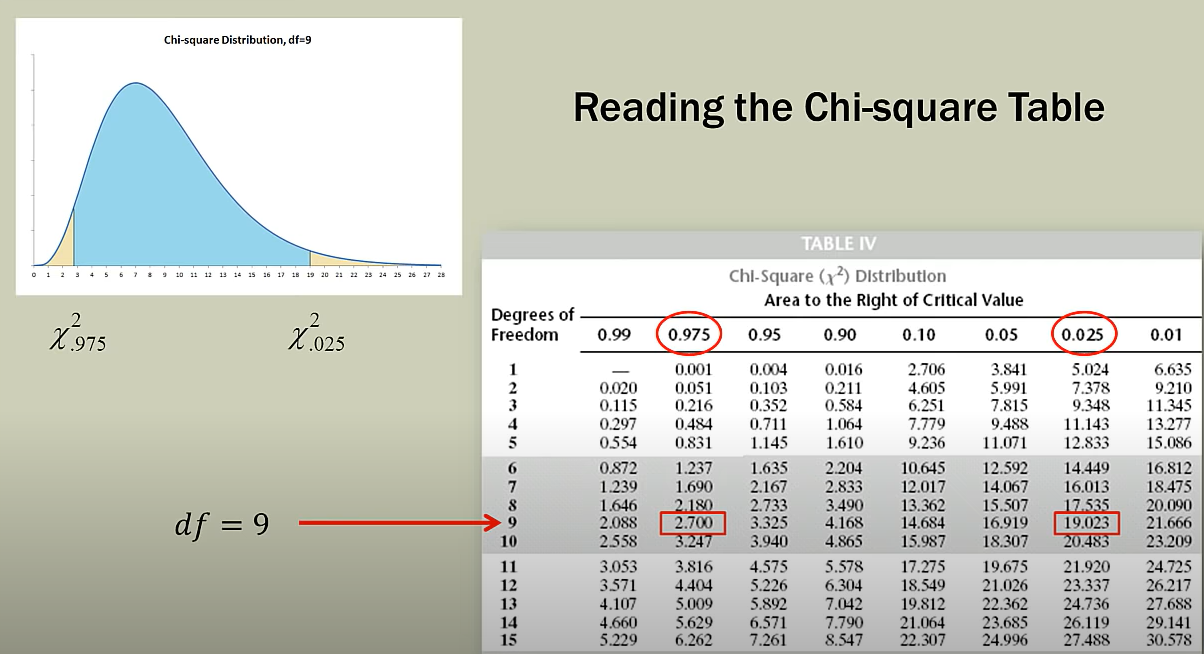 Chi-square Distribution, df=9
0 1 2 3 4 5 6 7 8 9 10 11 12 13 14 15 16 17 18 19 20 21 22 23 24 25 26 27 28
χ².975 χ².025
Reading the Chi-square Table
df = 9
TABLE IV
Chi-Square (χ²) Distribution
Area to the Right of Critical Value
Degrees of
Freedom 0.99 0.975 0.95 0.90 0.10 0.05 0.025 0.01
1 — 0.001 0.004 0.016 2.706 3.841 5.024 6.635
2 0.020 0.051 0.103 0.211 4.605 5.991 7.378 9.210
3 0.115 0.216 0.352 0.584 6.251 7.815 9.348 11.345
4 0.297 0.484 0.711 1.064 7.779 9.488 11.143 13.277
5 0.554 0.831 1.145 1.610 9.236 11.071 12.833 15.086
6 0.872 1.237 1.635 2.204 10.645 12.592 14.449 16.812
7 1.239 1.690 2.167 2.833 12.017 14.067 16.013 18.475
8 1.646 2.180 2.733 3.490 13.362 15.507 17.535 20.090
9 2.088 2.700 3.325 4.168 14.684 16.919 19.023 21.666
10 2.558 3.247 3.940 4.865 15.987 18.307 20.483 23.209
11 3.053 3.816 4.575 5.578 17.275 19.675 21.920 24.725
12 3.571 4.404 5.226 6.304 18.549 21.026 23.337 26.217
13 4.107 5.009 5.892 7.042 19.812 22.362 24.736 27.688
14 4.660 5.629 6.571 7.790 21.064 23.685 26.119 29.141
15 5.229 6.262 7.261 8.547 22.307 24.996 27.488 30.578